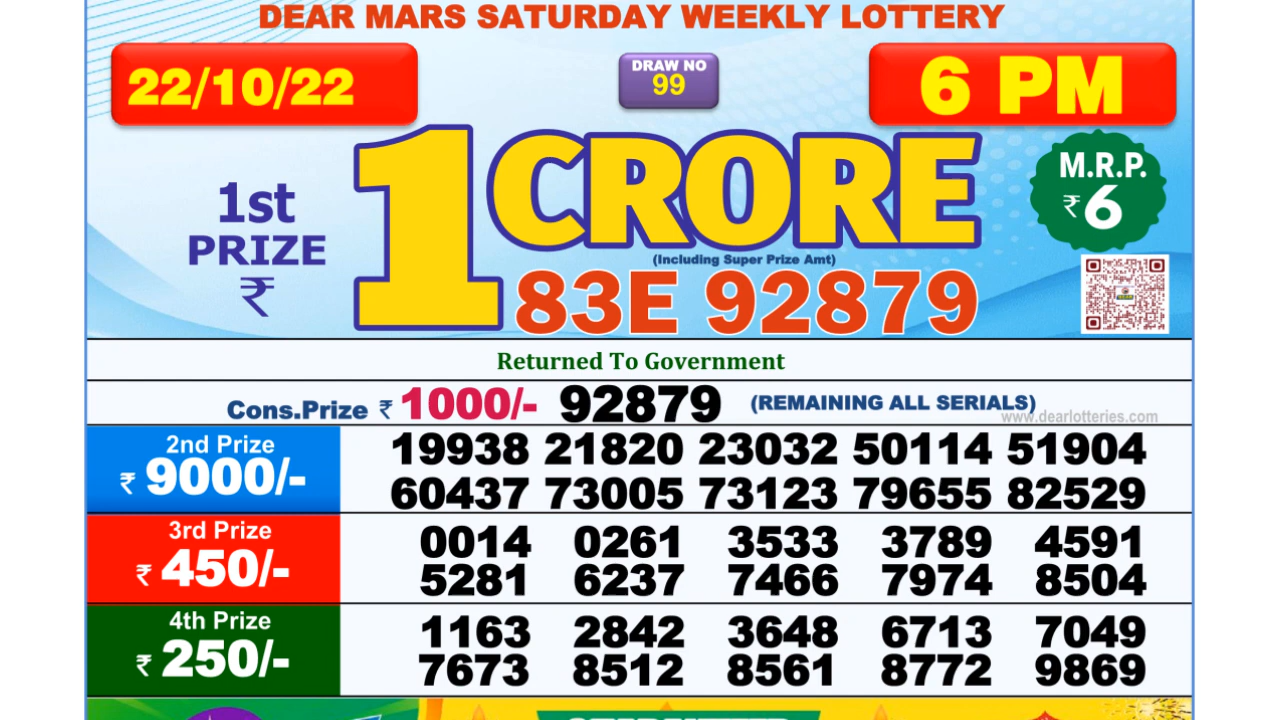 DEAR MARS SATURDAY WEEKLY LOTTERY
22/10/22
DRAW NO
99
6 PM
1st
PRIZE
₹
1 CRORE
(Including Super Prize Amt)
83E 92879
M.R.P.
₹ 6
Returned To Government
Cons.Prize ₹ 1000/- 92879 (REMAINING ALL SERIALS)
www.dearlotteries.com
2nd Prize
₹ 9000/-
19938 21820 23032 50114 51904
60437 73005 73123 79655 82529
3rd Prize
₹ 450/-
0014 0261 3533 3789 4591
5281 6237 7466 7974 8504
4th Prize
₹ 250/-
1163 2842 3648 6713 7049
7673 8512 8561 8772 9869